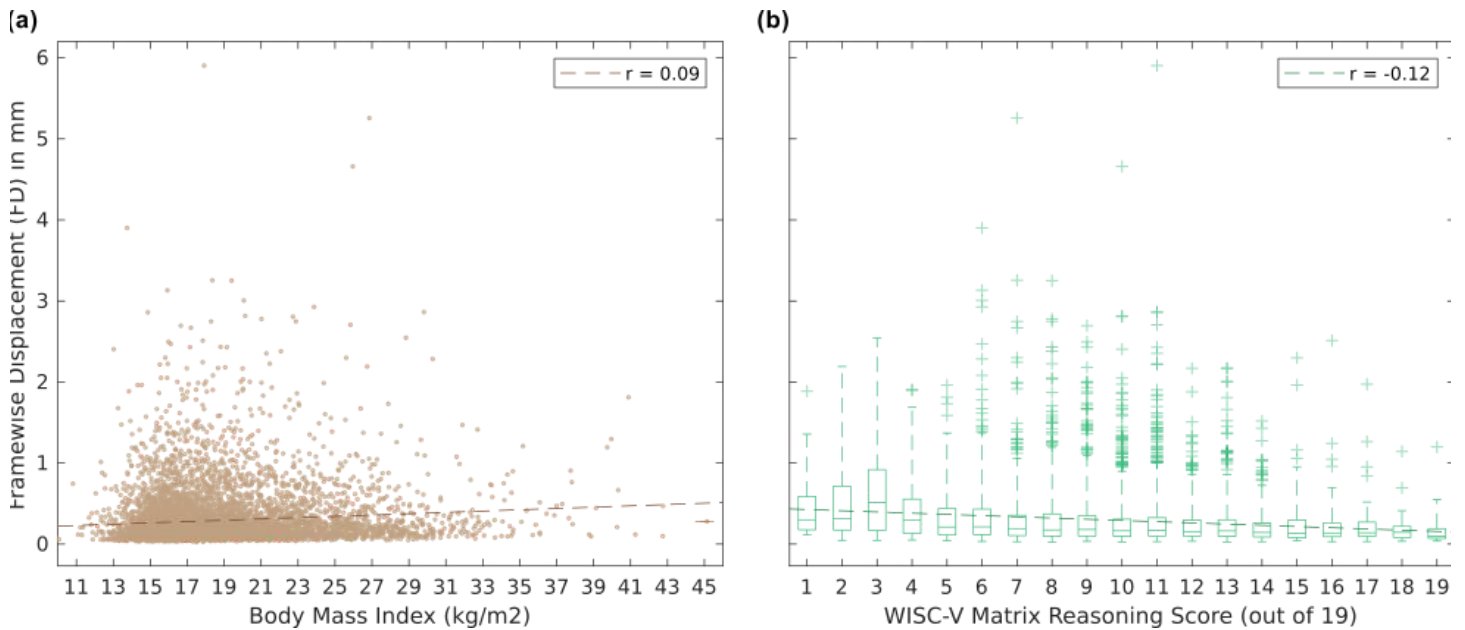 (a)
(b)
Framewise Displacement (FD) in mm
6
5
4
3
2
1
0
r = 0.09
11 13 15 17 19 21 23 25 27 29 31 33 35 37 39 41 43 45
Body Mass Index (kg/m2)
r = -0.12
1 2 3 4 5 6 7 8 9 10 11 12 13 14 15 16 17 18 19
WISC-V Matrix Reasoning Score (out of 19)